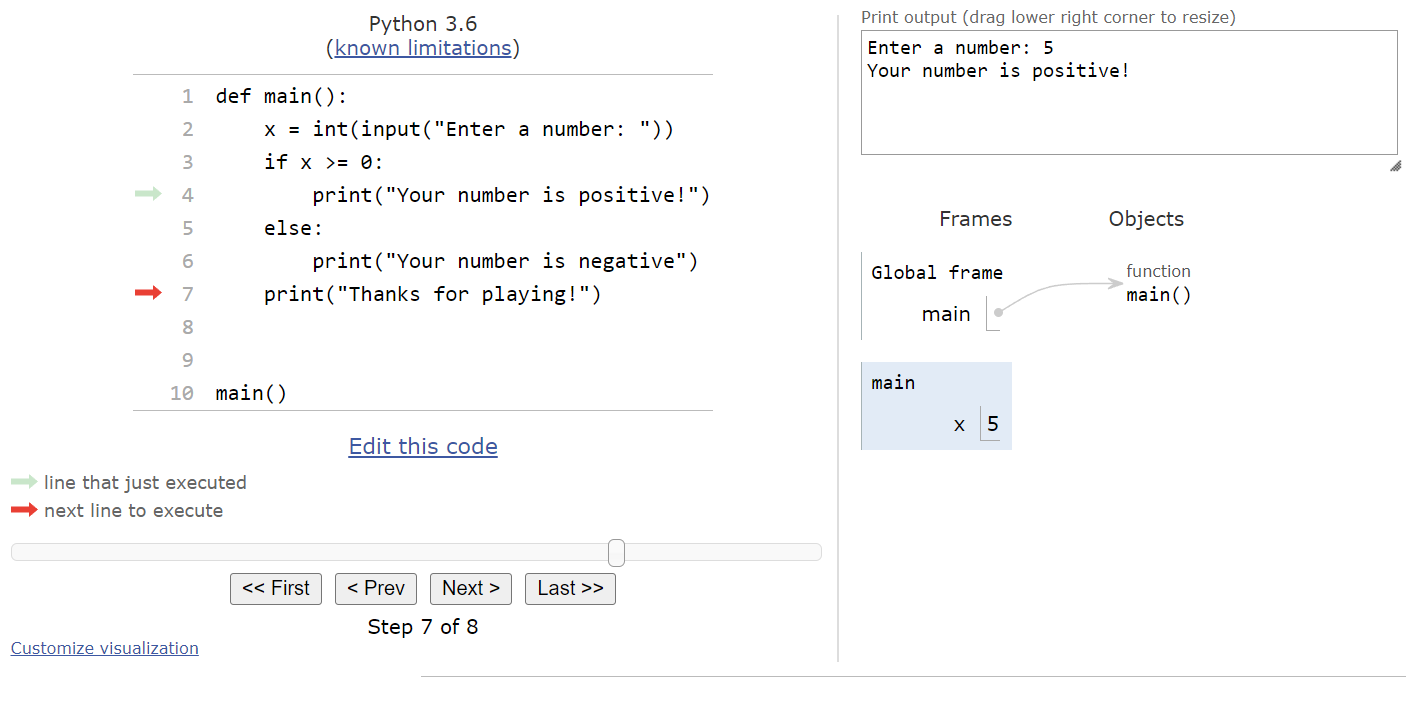 Python 3.6
(known limitations)
1 def main():
2     x = int(input("Enter a number: "))
3     if x >= 0:
4         print("Your number is positive!")
5     else:
6         print("Your number is negative")
7     print("Thanks for playing!")
8
9
10 main()
Edit this code
line that just executed
next line to execute
<< First < Prev Next > Last >>
Step 7 of 8
Customize visualization
Print output (drag lower right corner to resize)
Enter a number: 5
Your number is positive!
Frames Objects
Global frame
main
function
main()
main
x 5